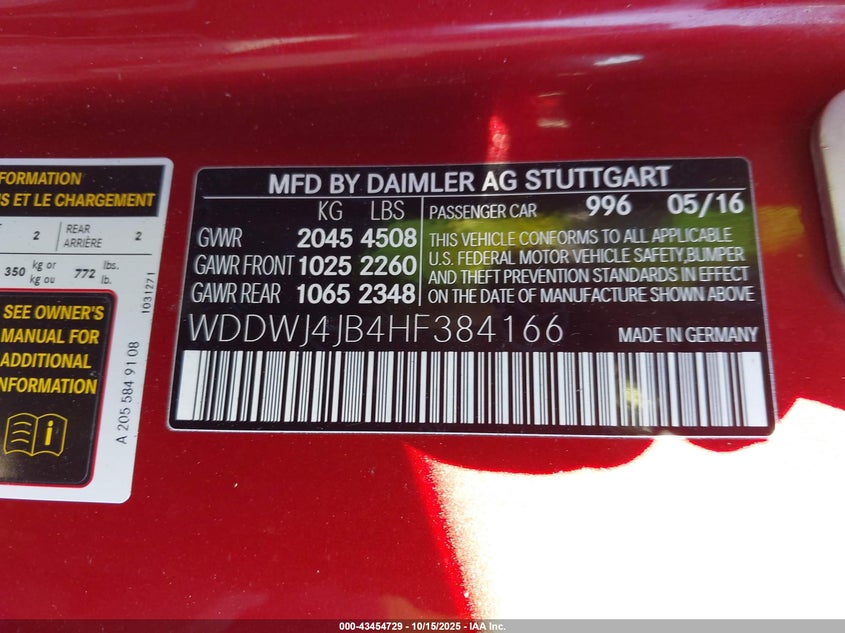 FORMATION
S ET LE CHARGEMENT
2
REAR
ARRIÈRE
2
350 kg or
kg ou
772 lbs.
lb.
SEE OWNER'S
MANUAL FOR
ADDITIONAL
INFORMATION
i
A 205 584 91 08
1031271
MFD BY DAIMLER AG STUTTGART
KG LBS
GVWR 2045 4508
GAWR FRONT 1025 2260
GAWR REAR 1065 2348
PASSENGER CAR 996 05/16
THIS VEHICLE CONFORMS TO ALL APPLICABLE
U.S. FEDERAL MOTOR VEHICLE SAFETY,BUMPER
AND THEFT PREVENTION STANDARDS IN EFFECT
ON THE DATE OF MANUFACTURE SHOWN ABOVE
WDDWJ4JB4HF384166
MADE IN GERMANY
000-43454729 - 10/15/2025 - IAA Inc.